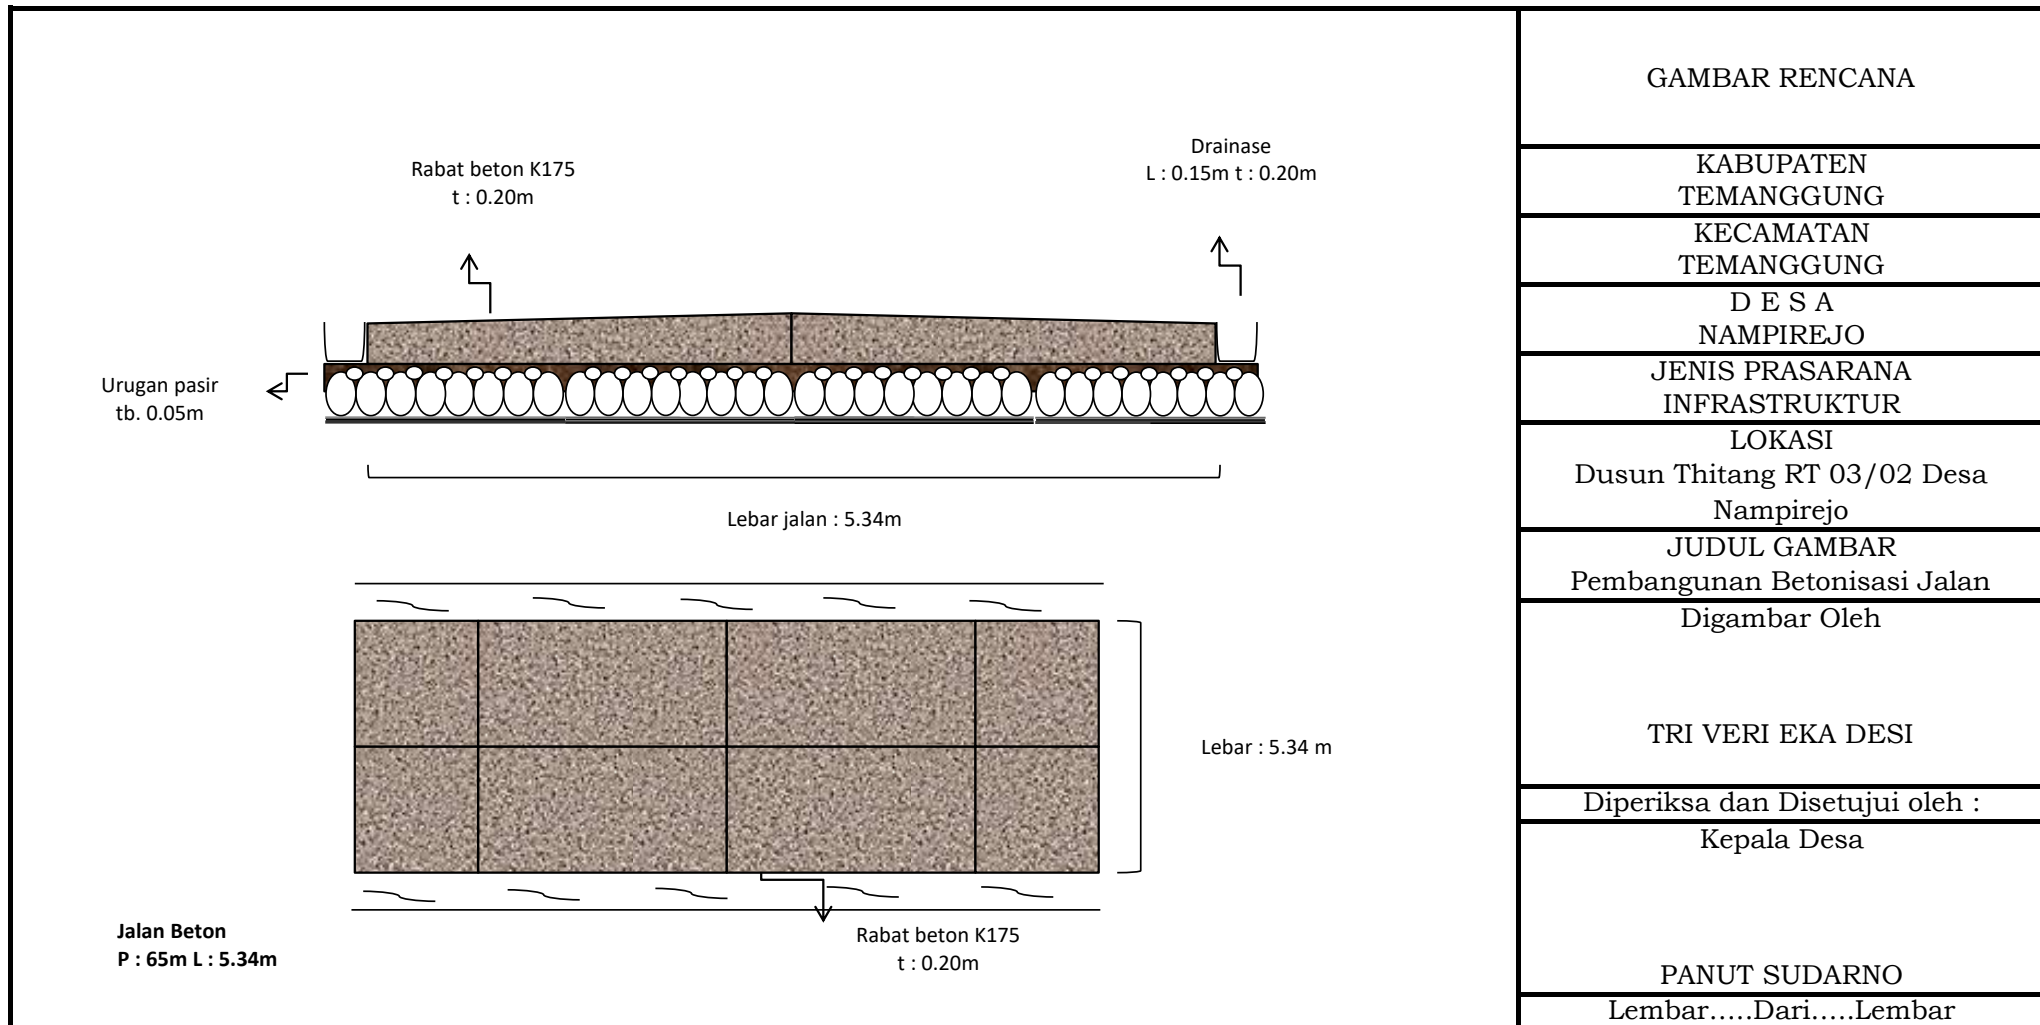 Rabat beton K175
t : 0.20m
Drainase
L : 0.15m t : 0.20m
Urugan pasir
tb. 0.05m
Lebar jalan : 5.34m
Lebar : 5.34 m
Rabat beton K175
t : 0.20m
Jalan Beton
P : 65m L : 5.34m
GAMBAR RENCANA
KABUPATEN
TEMANGGUNG
KECAMATAN
TEMANGGUNG
D E S A
NAMPIREJO
JENIS PRASARANA
INFRASTRUKTUR
LOKASI
Dusun Thitang RT 03/02 Desa
Nampirejo
JUDUL GAMBAR
Pembangunan Betonisasi Jalan
Digambar Oleh
TRI VERI EKA DESI
Diperiksa dan Disetujui oleh :
Kepala Desa
PANUT SUDARNO
Lembar.....Dari.....Lembar